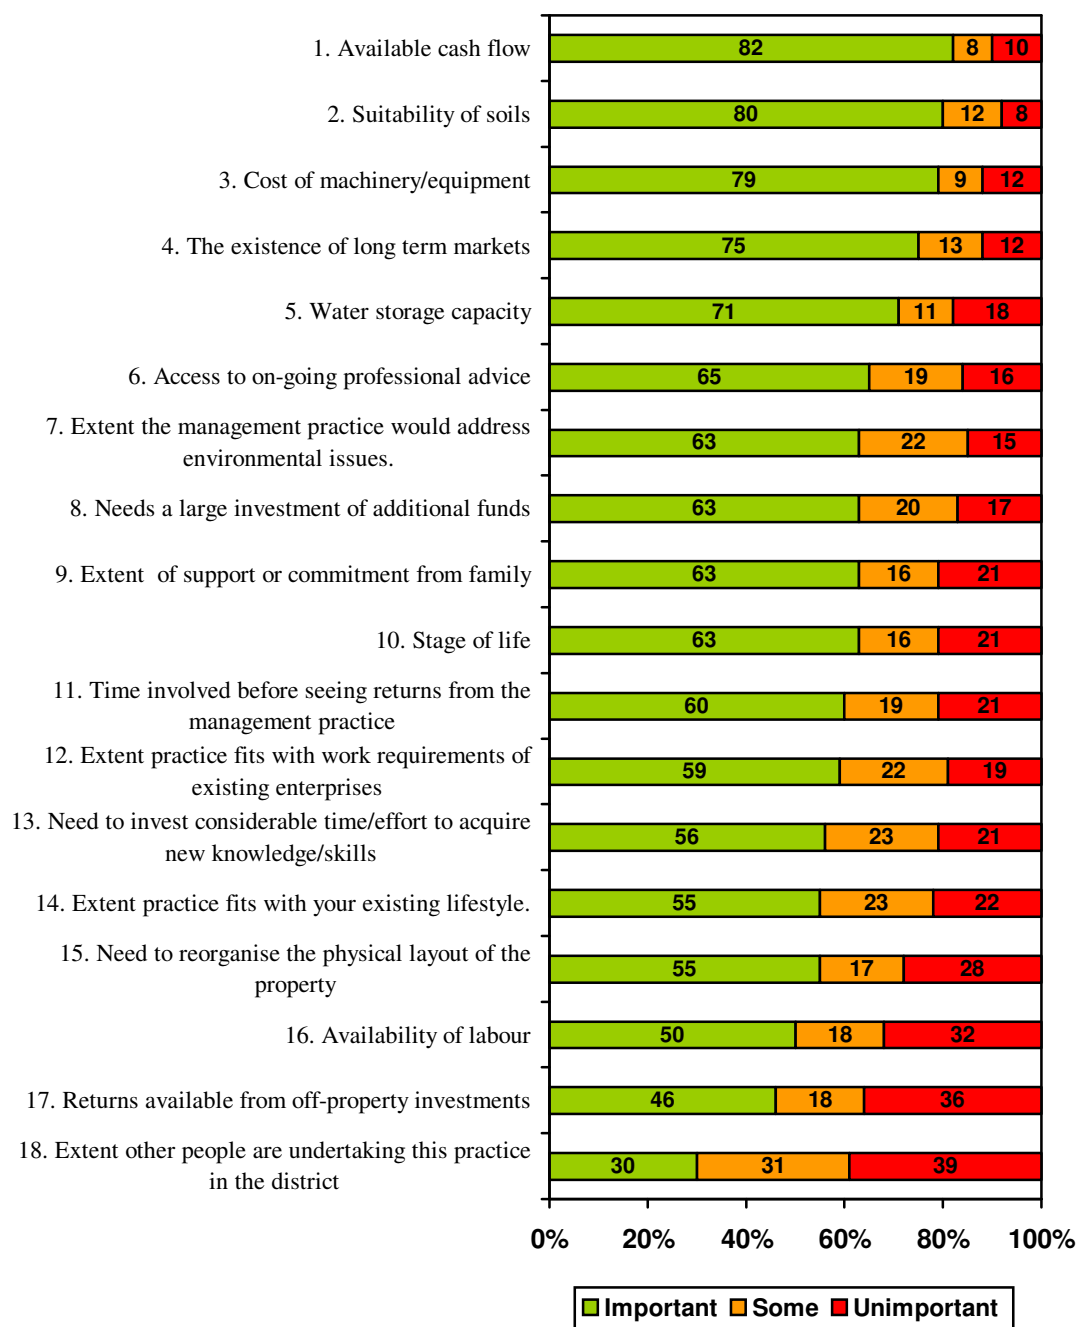 1. Available cash flow
82 8 10
2. Suitability of soils
80 12 8
3. Cost of machinery/equipment
79 9 12
4. The existence of long term markets
75 13 12
5. Water storage capacity
71 11 18
6. Access to on-going professional advice
65 19 16
7. Extent the management practice would address
environmental issues.
63 22 15
8. Needs a large investment of additional funds
63 20 17
9. Extent  of support or commitment from family
63 16 21
10. Stage of life
63 16 21
11. Time involved before seeing returns from the
management practice
60 19 21
12. Extent practice fits with work requirements of
existing enterprises
59 22 19
13. Need to invest considerable time/effort to acquire
new knowledge/skills
56 23 21
14. Extent practice fits with your existing lifestyle.
55 23 22
15. Need to reorganise the physical layout of the
property
55 17 28
16. Availability of labour
50 18 32
17. Returns available from off-property investments
46 18 36
18. Extent other people are undertaking this practice
in the district
30 31 39
0% 20% 40% 60% 80% 100%
Important Some Unimportant